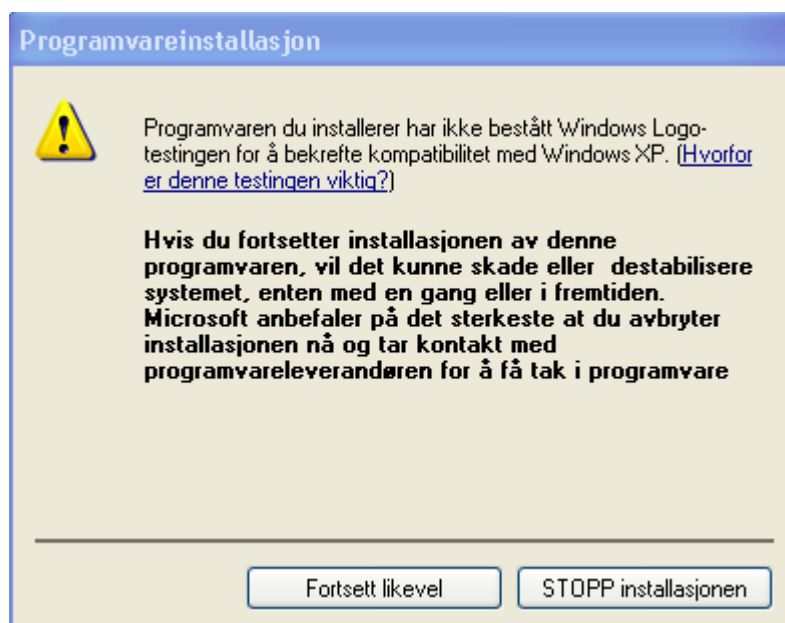 Programvareinstallasjon
Programvaren du installerer har ikke bestått Windows Logo-
testingen for å bekrefte kompatibilitet med Windows XP. (Hvorfor
er denne testingen viktig?)
Hvis du fortsetter installasjonen av denne
programvaren, vil det kunne skade eller destabilisere
systemet, enten med en gang eller i fremtiden.
Microsoft anbefaler på det sterkeste at du avbryter
installasjonen nå og tar kontakt med
programvareleverandøren for å få tak i programvare
Fortsett likevel
STOPP installasjonen